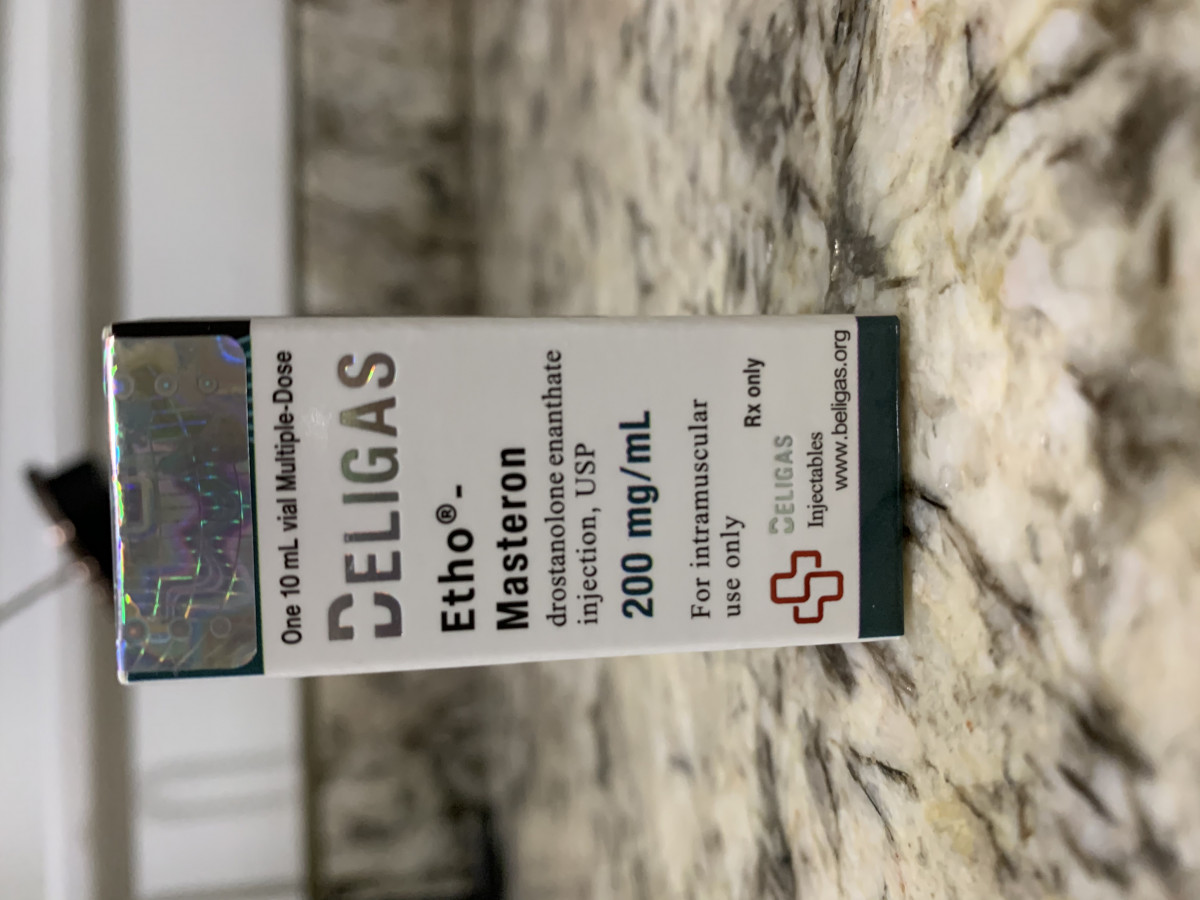 One 10 mL vial Multiple-Dose
BELIGAS
Etho®-
Masteron
drostanolone enanthate
injection, USP
200 mg/mL
For intramuscular
use only
Rx only
BELIGAS
Injectables
www.beligas.org